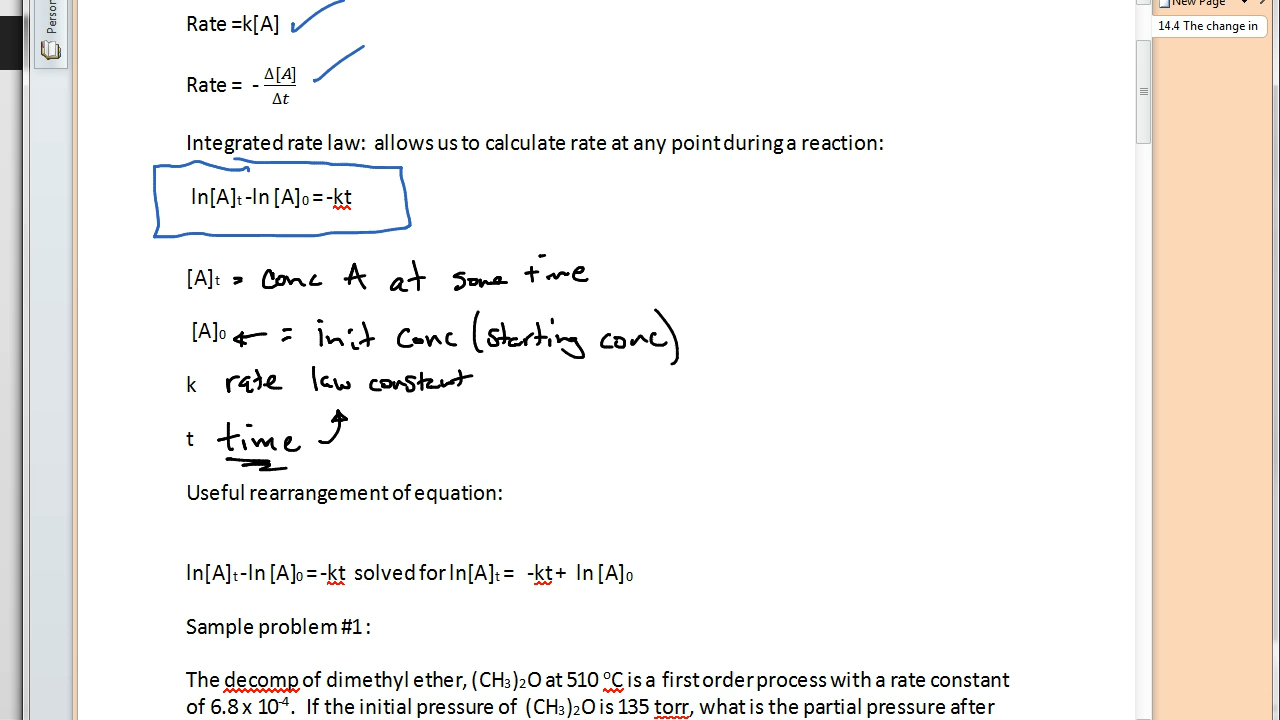 New Page
Person
14.4 The change in
Rate =k[A]
Rate = - Δ[A]/Δt
Integrated rate law: allows us to calculate rate at any point during a reaction:
ln[A]t-ln [A]0 =-kt
[A]t = conc A at some time
[A]0 ← = init conc (starting conc)
k rate law constant
t time
Useful rearrangement of equation:
ln[A]t-ln [A]0 =-kt solved for ln[A]t = -kt+ ln [A]0
Sample problem #1:
The decomp of dimethyl ether, (CH3)2O at 510 ºC is a first order process with a rate constant
of 6.8 x 10-4. If the initial pressure of (CH3)2O is 135 torr, what is the partial pressure after